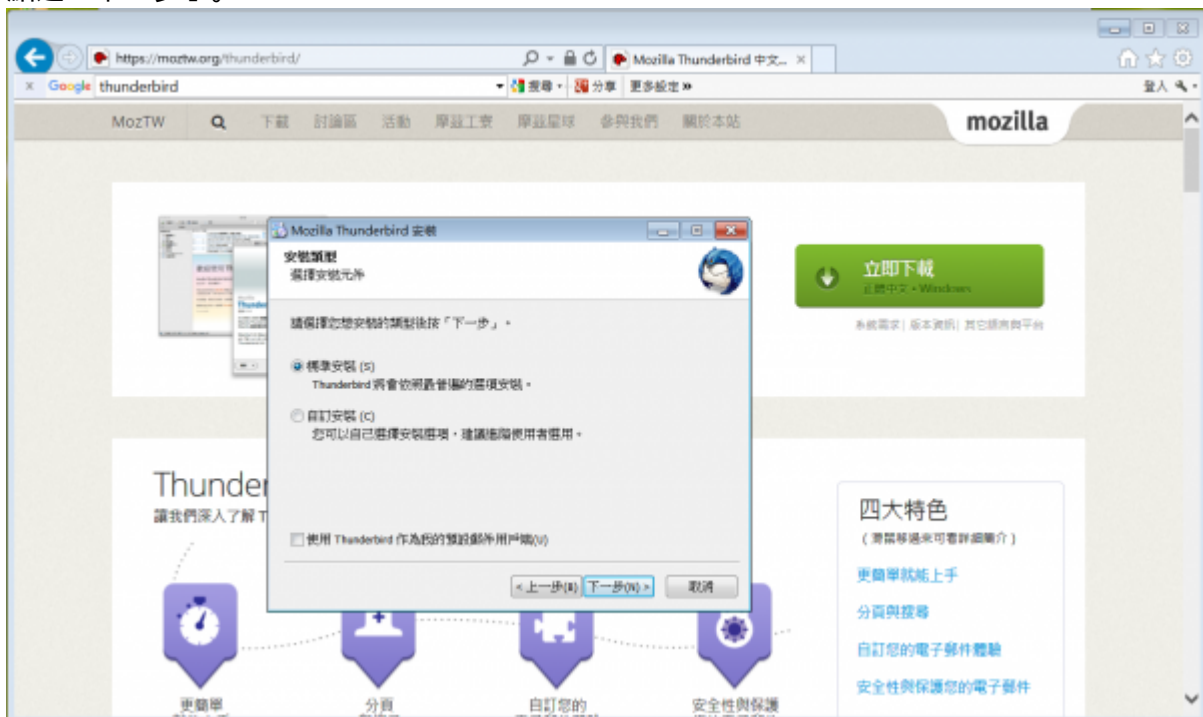 https://moztw.org/thunderbird/
Mozilla Thunderbird 中文...
Google thunderbird
搜尋
分享
更多設定
登入
MozTW
下載
討論區
活動
摩茲工寮
摩茲星球
參與我們
關於本站
mozilla
Mozilla Thunderbird 安裝
安裝類型
選擇安裝元件
請選擇您想安裝的類型後按「下一步」。
標準安裝 (S)
Thunderbird 將會依照最普遍的選項安裝。
自訂安裝 (C)
您可以自己選擇安裝選項，建議進階使用者選用。
使用 Thunderbird 作為我的預設郵件用戶端(U)
< 上一步(B)
下一步(N) >
取消
立即下載
正體中文 • Windows
系統需求| 版本資訊| 其它語言與平台
Thunder
讓我們深入了解 T
四大特色
( 滑鼠移過來可看詳細簡介 )
更簡單就能上手
分頁與搜尋
自訂您的電子郵件體驗
安全性與保護您的電子郵件
更簡單
分頁
自訂您的
安全性與保護